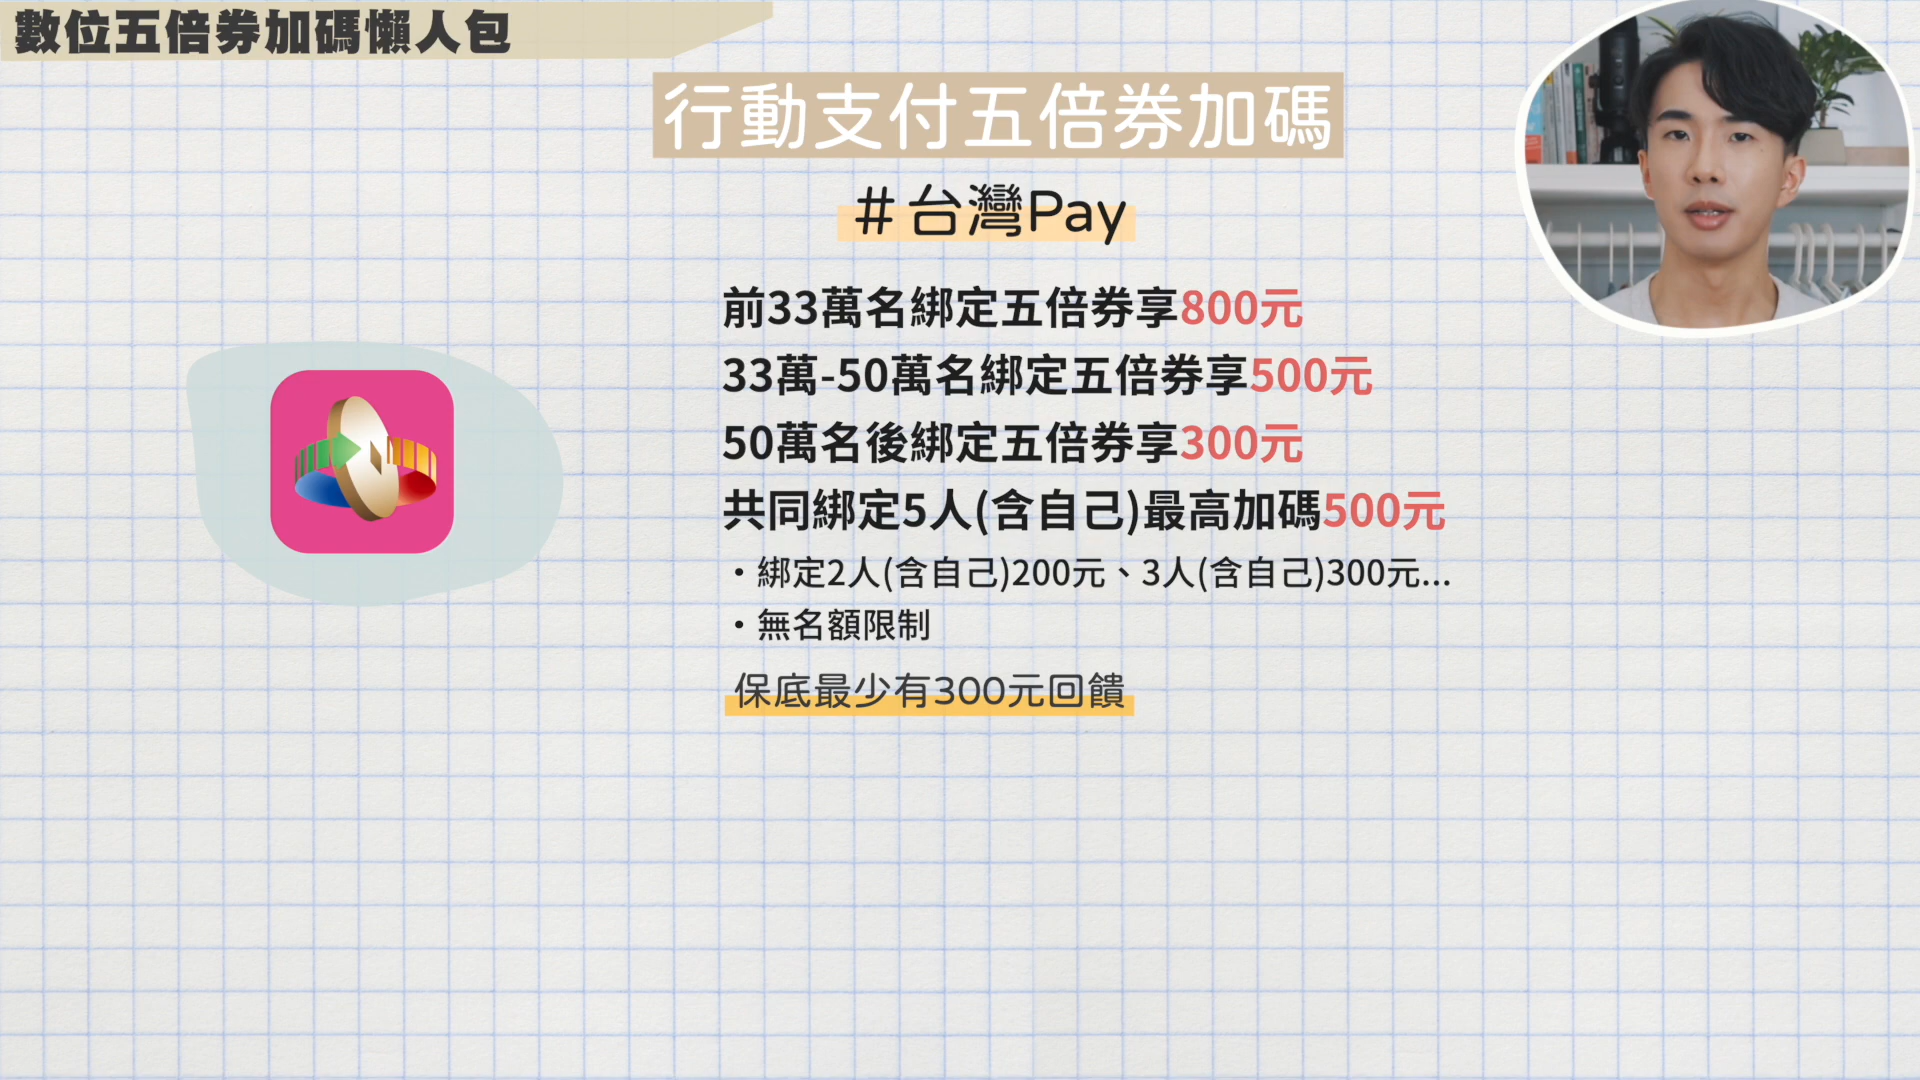 數位五倍券加碼懶人包
行動支付五倍券加碼
#台灣Pay
前33萬名綁定五倍券享800元
33萬-50萬名綁定五倍券享500元
50萬名後綁定五倍券享300元
共同綁定5人(含自己)最高加碼500元
・綁定2人(含自己)200元、3人(含自己)300元...
・無名額限制
保底最少有300元回饋